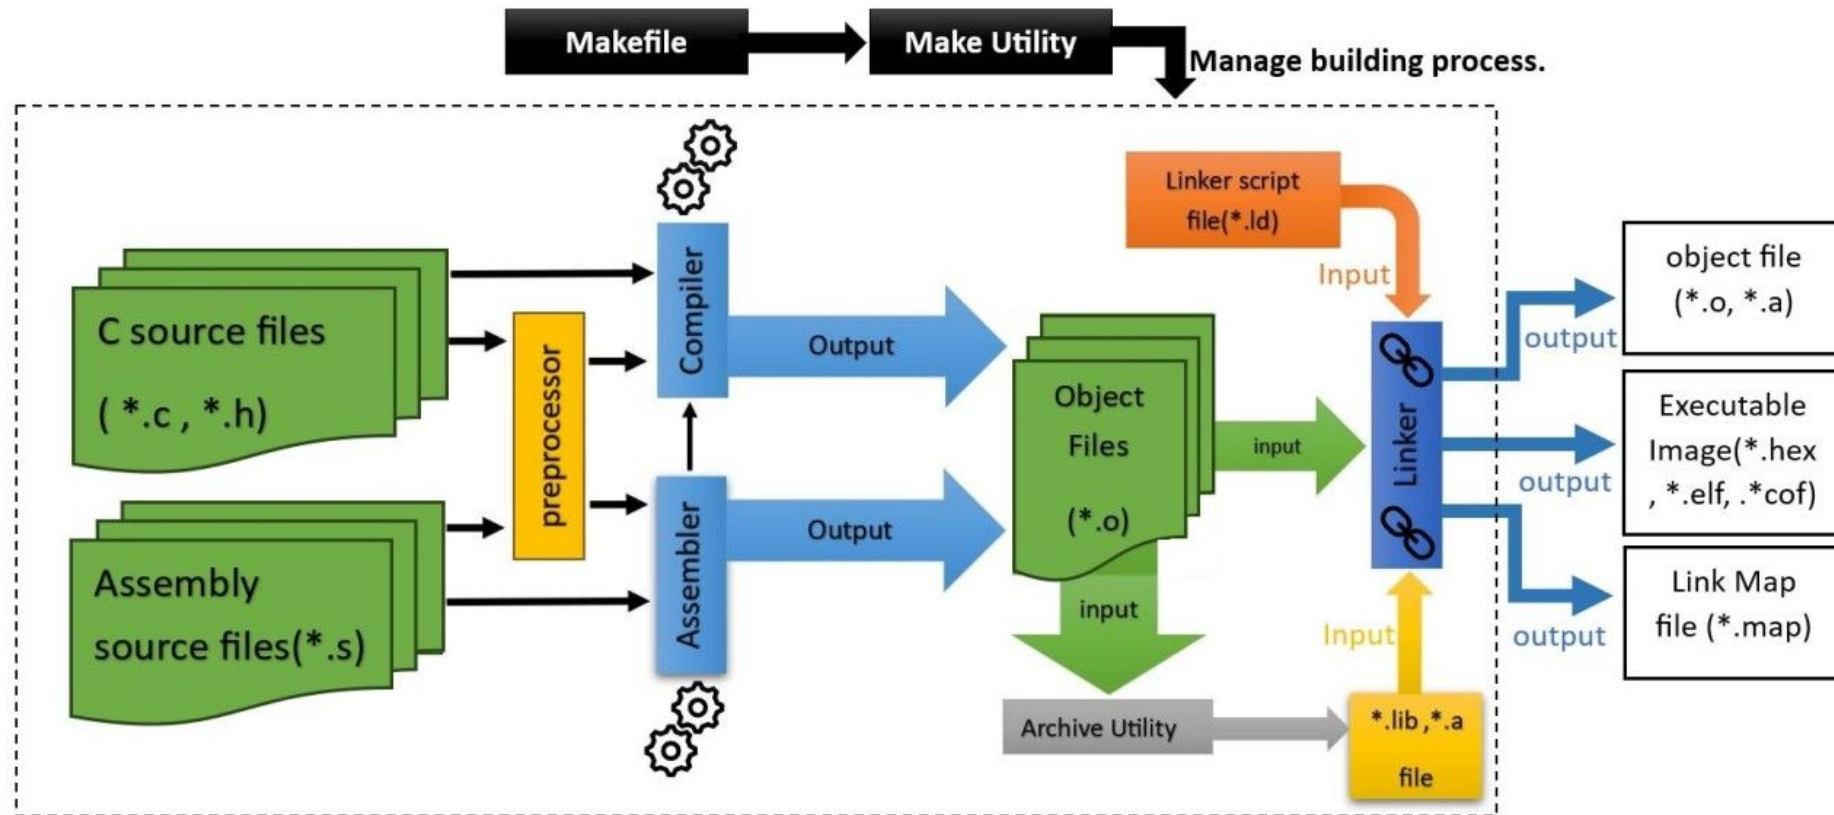 Makefile
Make Utility
Manage building process.
Linker script
file(*.ld)
Input
C source files
( *.c , *.h)
preprocessor
Compiler
Output
Assembly
source files(*.s)
Assembler
Output
Object
Files
(*.o)
input
input
Archive Utility
*.lib ,*.a
file
Input
Linker
output
object file
(*.o, *.a)
output
Executable
Image(*.hex
, *.elf, .*cof)
output
Link Map
file (*.map)